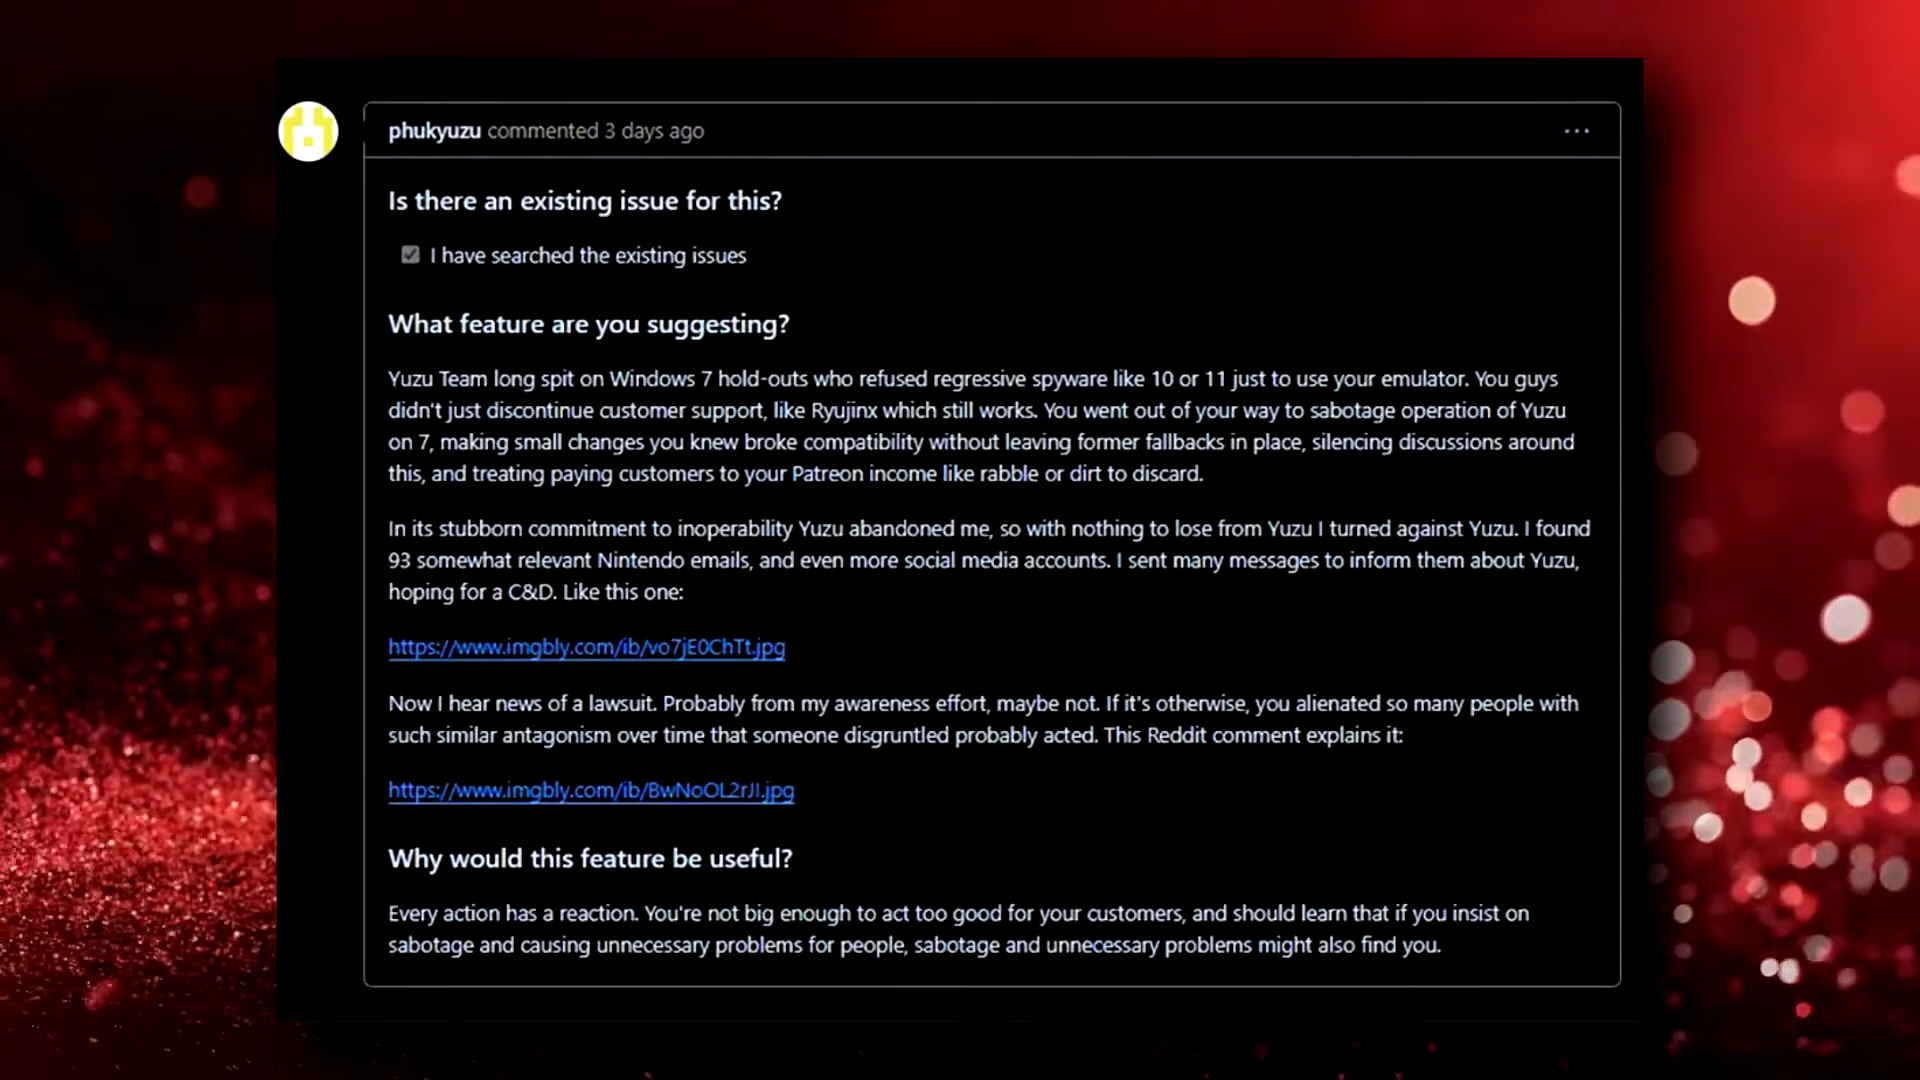 phukyuzu commented 3 days ago
Is there an existing issue for this?
I have searched the existing issues
What feature are you suggesting?
Yuzu Team long spit on Windows 7 hold-outs who refused regressive spyware like 10 or 11 just to use your emulator. You guys
didn't just discontinue customer support, like Ryujinx which still works. You went out of your way to sabotage operation of Yuzu
on 7, making small changes you knew broke compatibility without leaving former fallbacks in place, silencing discussions around
this, and treating paying customers to your Patreon income like rabble or dirt to discard.
In its stubborn commitment to inoperability Yuzu abandoned me, so with nothing to lose from Yuzu I turned against Yuzu. I found
93 somewhat relevant Nintendo emails, and even more social media accounts. I sent many messages to inform them about Yuzu,
hoping for a C&D. Like this one:
https://www.imgbly.com/ib/vo7jE0ChTt.jpg
Now I hear news of a lawsuit. Probably from my awareness effort, maybe not. If it's otherwise, you alienated so many people with
such similar antagonism over time that someone disgruntled probably acted. This Reddit comment explains it:
https://www.imgbly.com/ib/BwNoOL2rJI.jpg
Why would this feature be useful?
Every action has a reaction. You're not big enough to act too good for your customers, and should learn that if you insist on
sabotage and causing unnecessary problems for people, sabotage and unnecessary problems might also find you.